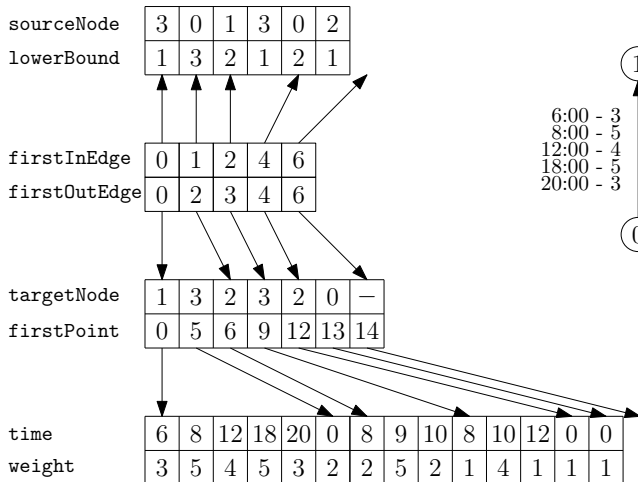 sourceNode 3 0 1 3 0 2
lowerBound 1 3 2 1 2 1
firstInEdge 0 1 2 4 6
firstOutEdge 0 2 3 4 6
targetNode 1 3 2 3 2 0 −
firstPoint 0 5 6 9 12 13 14
time 6 8 12 18 20 0 8 9 10 8 10 12 0 0
weight 3 5 4 5 3 2 2 5 2 1 4 1 1 1
1
6:00 - 3
8:00 - 5
12:00 - 4
18:00 - 5
20:00 - 3
0